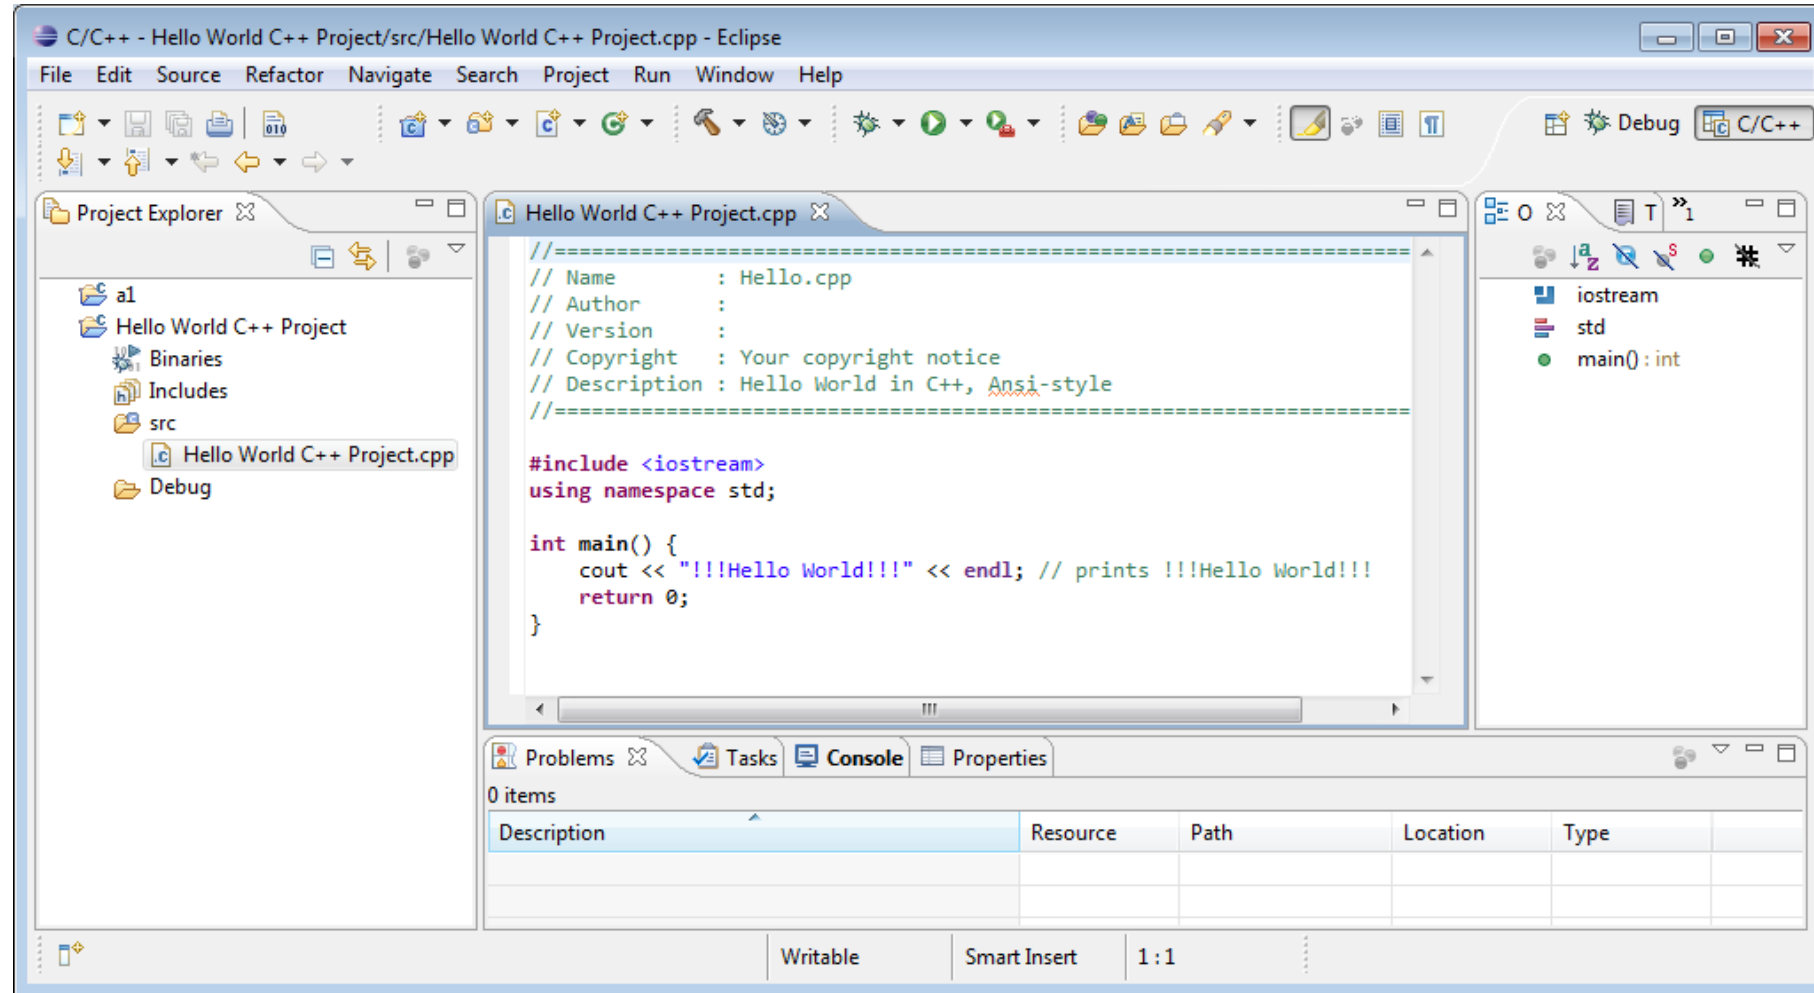 C/C++ - Hello World C++ Project/src/Hello World C++ Project.cpp - Eclipse
File Edit Source Refactor Navigate Search Project Run Window Help
Debug C/C++
Project Explorer
a1
Hello World C++ Project
Binaries
Includes
src
Hello World C++ Project.cpp
Debug
Hello World C++ Project.cpp
//=====================================================================
// Name        : Hello.cpp
// Author      :
// Version     :
// Copyright   : Your copyright notice
// Description : Hello World in C++, Ansi-style
//=====================================================================
#include <iostream>
using namespace std;
int main() {
    cout << "!!!Hello World!!!" << endl; // prints !!!Hello World!!!
    return 0;
}
O T »1
iostream
std
main() : int
Problems Tasks Console Properties
0 items
Description Resource Path Location Type
Writable Smart Insert 1 : 1